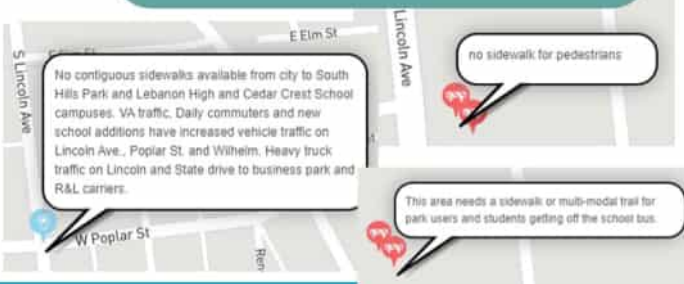 E Elm St
S Lincoln Ave
No contiguous sidewalks available from city to South
Hills Park and Lebanon High and Cedar Crest School
campuses. VA traffic, Daily commuters and new
school additions have increased vehicle traffic on
Lincoln Ave., Poplar St. and Wilhelm. Heavy truck
traffic on Lincoln and State drive to business park and
R&L carriers.
W Poplar St
Ren
Lincoln Ave
no sidewalk for pedestrians
This area needs a sidewalk or multi-modal trail for
park users and students getting off the school bus.